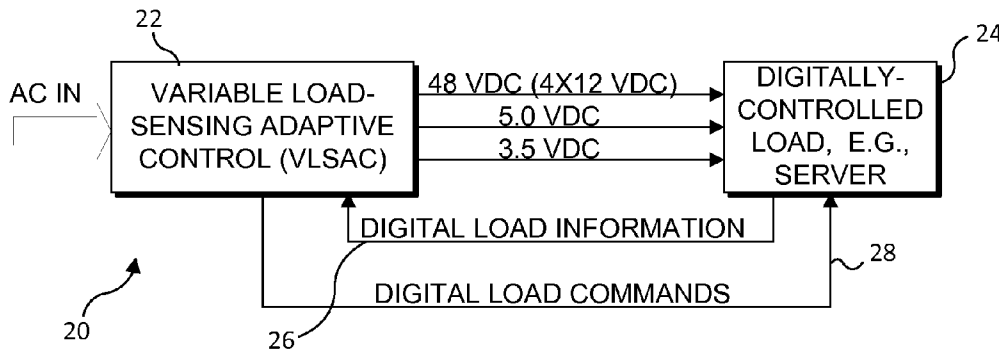 22
24
AC IN
VARIABLE LOAD-
SENSING ADAPTIVE
CONTROL (VLSAC)
48 VDC (4X12 VDC)
5.0 VDC
3.5 VDC
DIGITALLY-
CONTROLLED
LOAD, E.G.,
SERVER
DIGITAL LOAD INFORMATION
28
DIGITAL LOAD COMMANDS
20
26